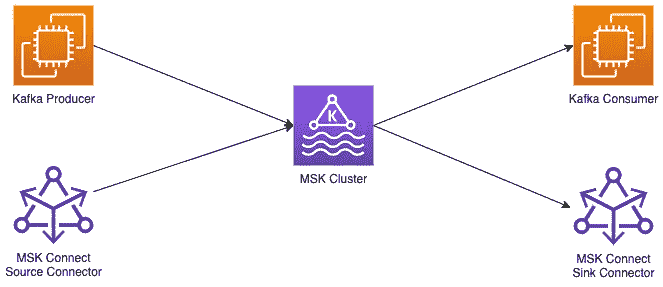 Kafka Producer
Kafka Consumer
K
MSK Cluster
MSK Connect
Source Connector
MSK Connect
Sink Connector